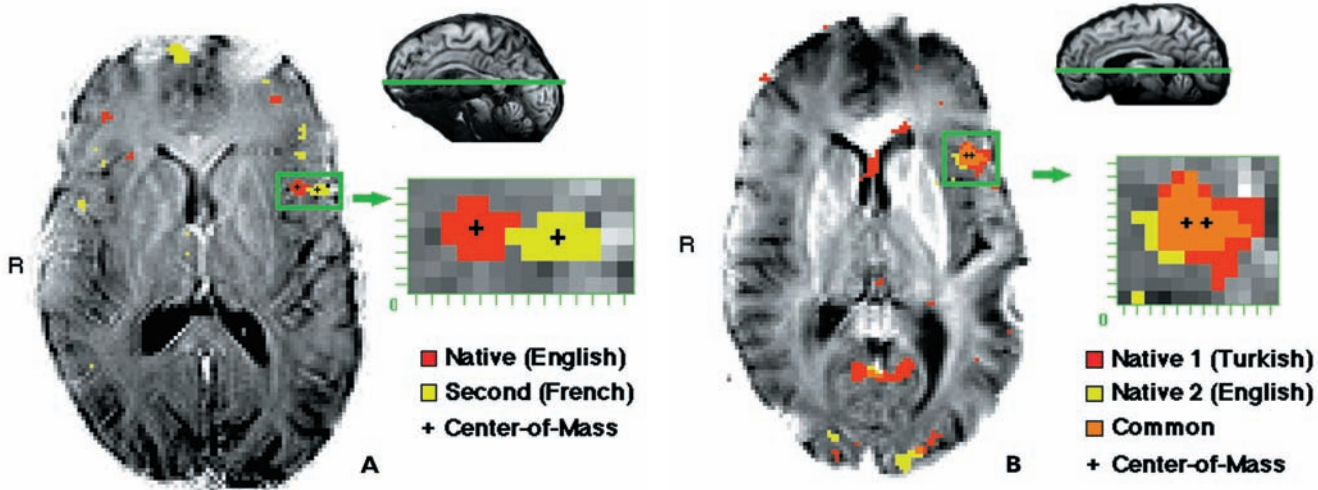 R
0
Native (English)
Second (French)
+ Center-of-Mass
A
R
0
Native 1 (Turkish)
Native 2 (English)
Common
+ Center-of-Mass
B